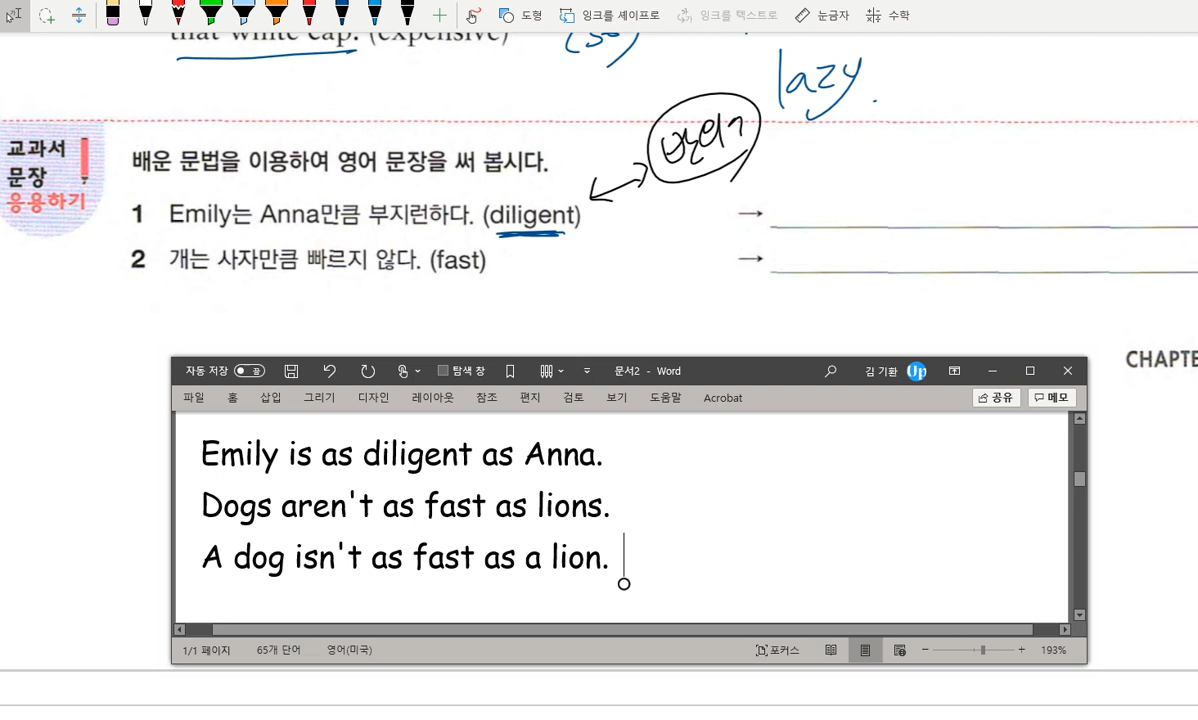 도형 잉크를 셰이프로 잉크를 텍스트로 눈금자 수학
that white cap. (expensive)
lazy.
반의어
교과서
문장
응용하기
배운 문법을 이용하여 영어 문장을 써 봅시다.
1 Emily는 Anna만큼 부지런하다. (diligent) →
2 개는 사자만큼 빠르지 않다. (fast) →
CHAPTE
자동 저장 끔 탐색 창 문서2 - Word 김 기환
파일 홈 삽입 그리기 디자인 레이아웃 참조 편지 검토 보기 도움말 Acrobat 공유 메모
Emily is as diligent as Anna.
Dogs aren't as fast as lions.
A dog isn't as fast as a lion.
1/1 페이지 65개 단어 영어(미국) 포커스 - + 193%